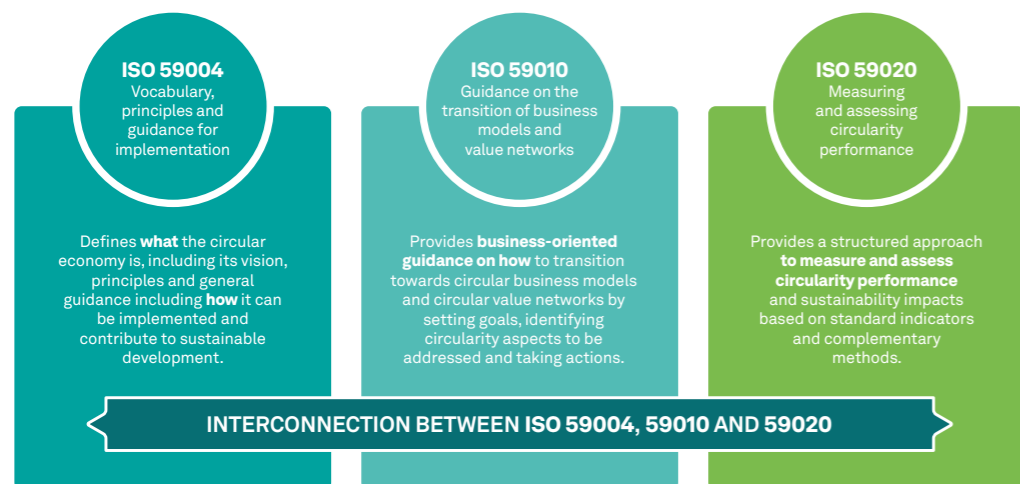 ISO 59004
Vocabulary,
principles and
guidance for
implementation
Defines what the circular
economy is, including its vision,
principles and general
guidance including how it can
be implemented and
contribute to sustainable
development.
ISO 59010
Guidance on the
transition of business
models and
value networks
Provides business-oriented
guidance on how to transition
towards circular business models
and circular value networks by
setting goals, identifying
circularity aspects to be
addressed and taking actions.
ISO 59020
Measuring
and assessing
circularity
performance
Provides a structured approach
to measure and assess
circularity performance
and sustainability impacts
based on standard indicators
and complementary
methods.
INTERCONNECTION BETWEEN ISO 59004, 59010 AND 59020